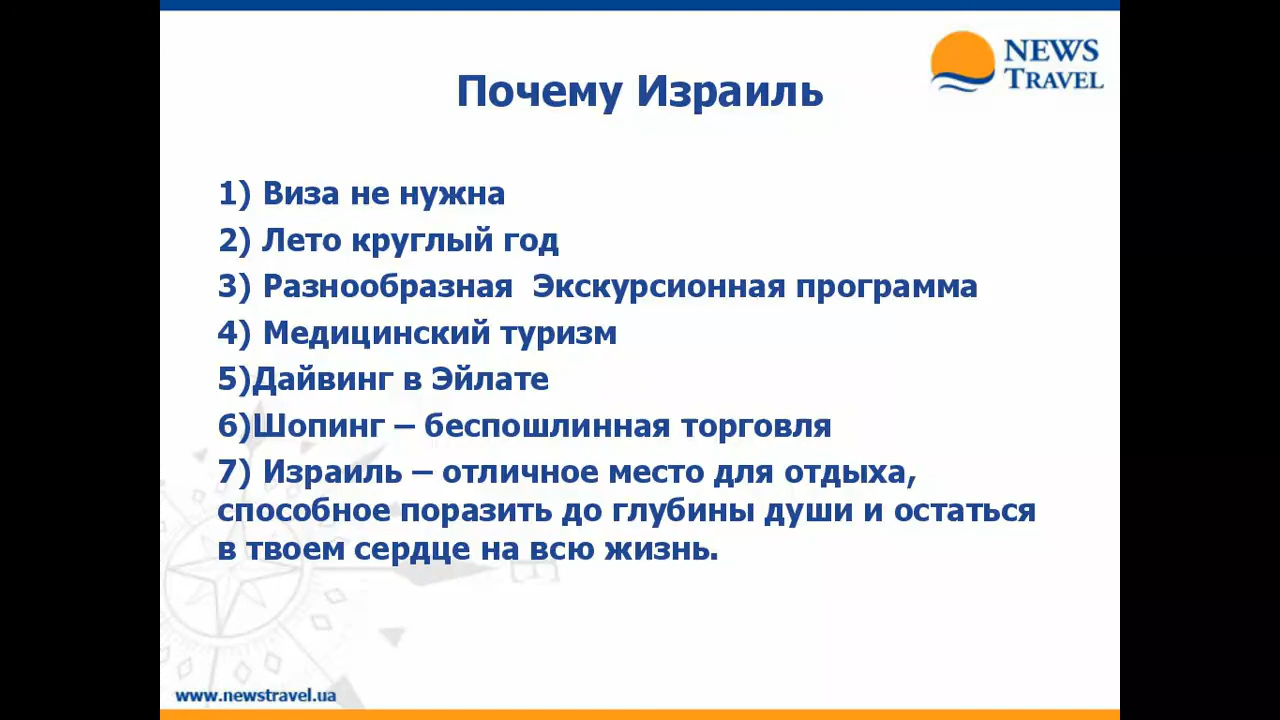 NEWS
TRAVEL
Почему Израиль
1) Виза не нужна
2) Лето круглый год
3) Разнообразная  Экскурсионная программа
4) Медицинский туризм
5)Дайвинг в Эйлате
6)Шопинг – беспошлинная торговля
7) Израиль – отличное место для отдыха,
способное поразить до глубины души и остаться
в твоем сердце на всю жизнь.
www.newstravel.ua